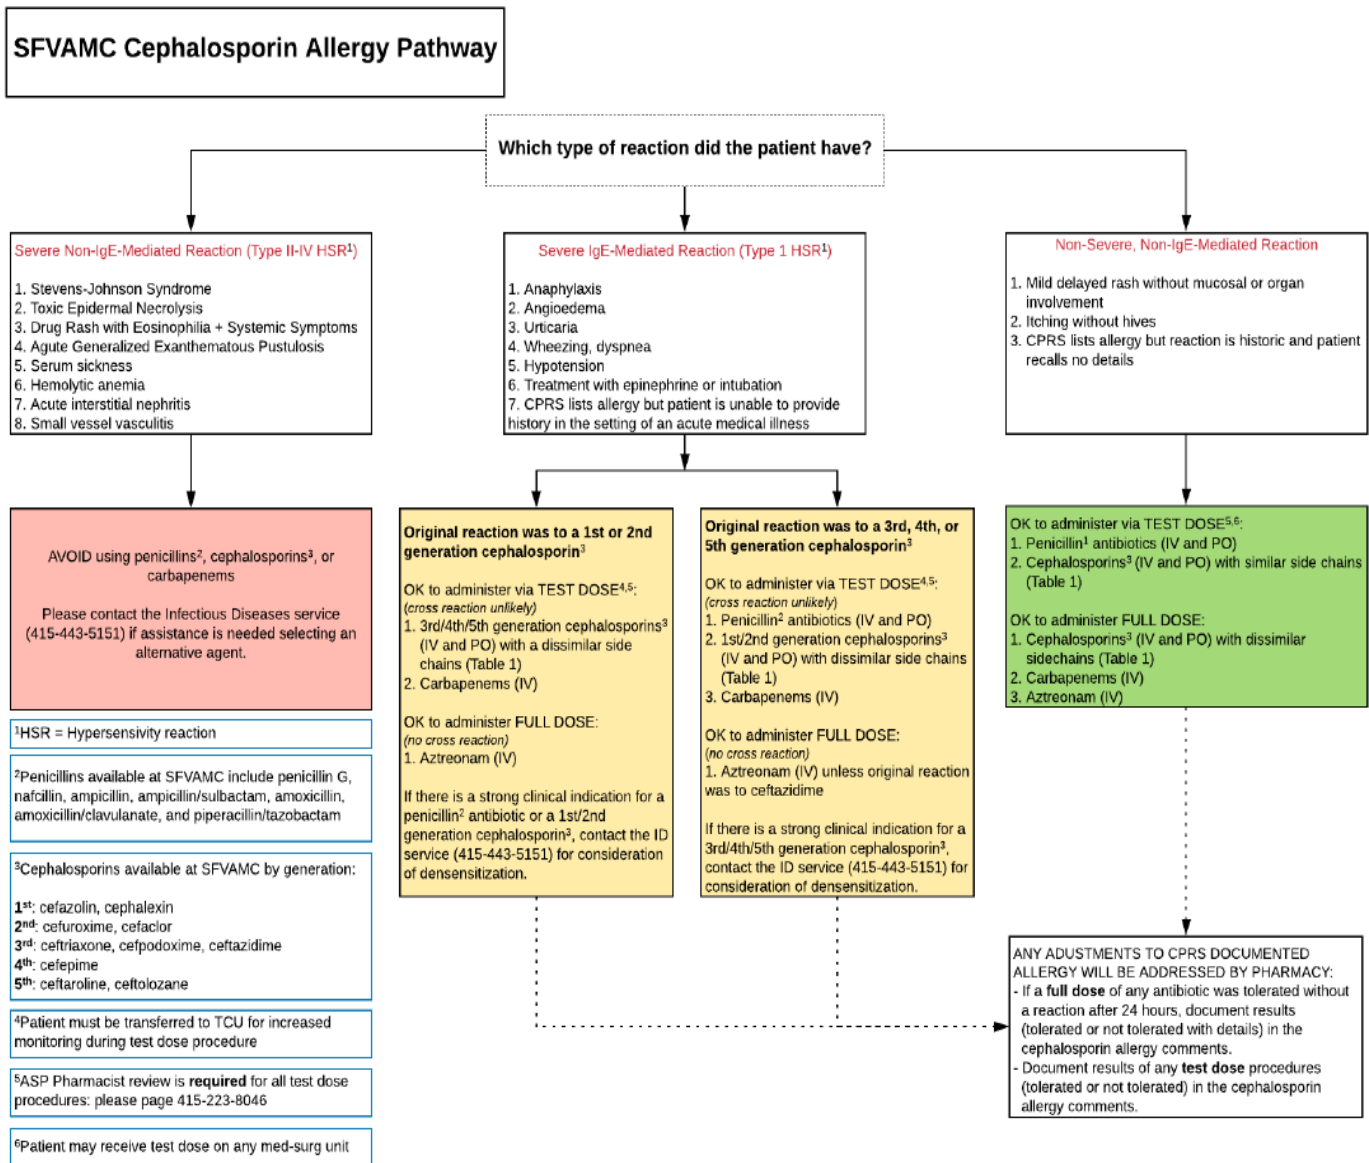 SFVAMC Cephalosporin Allergy Pathway
Which type of reaction did the patient have?
Severe Non-IgE-Mediated Reaction (Type II-IV HSR¹)
1. Stevens-Johnson Syndrome
2. Toxic Epidermal Necrolysis
3. Drug Rash with Eosinophilia + Systemic Symptoms
4. Agute Generalized Exanthematous Pustulosis
5. Serum sickness
6. Hemolytic anemia
7. Acute interstitial nephritis
8. Small vessel vasculitis
Severe IgE-Mediated Reaction (Type 1 HSR¹)
1. Anaphylaxis
2. Angioedema
3. Urticaria
4. Wheezing, dyspnea
5. Hypotension
6. Treatment with epinephrine or intubation
7. CPRS lists allergy but patient is unable to provide
history in the setting of an acute medical illness
Non-Severe, Non-IgE-Mediated Reaction
1. Mild delayed rash without mucosal or organ
involvement
2. Itching without hives
3. CPRS lists allergy but reaction is historic and patient
recalls no details
AVOID using penicillins², cephalosporins³, or
carbapenems
Please contact the Infectious Diseases service
(415-443-5151) if assistance is needed selecting an
alternative agent.
Original reaction was to a 1st or 2nd
generation cephalosporin³
OK to administer via TEST DOSE⁴,⁵:
(cross reaction unlikely)
1. 3rd/4th/5th generation cephalosporins³
(IV and PO) with a dissimilar side
chains (Table 1)
2. Carbapenems (IV)
OK to administer FULL DOSE:
(no cross reaction)
1. Aztreonam (IV)
If there is a strong clinical indication for a
penicillin² antibiotic or a 1st/2nd
generation cephalosporin³, contact the ID
service (415-443-5151) for consideration
of densensitization.
Original reaction was to a 3rd, 4th, or
5th generation cephalosporin³
OK to administer via TEST DOSE⁴,⁵:
(cross reaction unlikely)
1. Penicillin² antibiotics (IV and PO)
2. 1st/2nd generation cephalosporins³
(IV and PO) with dissimilar side chains
(Table 1)
3. Carbapenems (IV)
OK to administer FULL DOSE:
(no cross reaction)
1. Aztreonam (IV) unless original reaction
was to ceftazidime
If there is a strong clinical indication for a
3rd/4th/5th generation cephalosporin³,
contact the ID service (415-443-5151) for
consideration of densensitization.
OK to administer via TEST DOSE⁵,⁶:
1. Penicillin¹ antibiotics (IV and PO)
2. Cephalosporins³ (IV and PO) with similar side chains
(Table 1)
OK to administer FULL DOSE:
1. Cephalosporins³ (IV and PO) with dissimilar
sidechains (Table 1)
2. Carbapenems (IV)
3. Aztreonam (IV)
¹HSR = Hypersensivity reaction
²Penicillins available at SFVAMC include penicillin G,
nafcillin, ampicillin, ampicillin/sulbactam, amoxicillin,
amoxicillin/clavulanate, and piperacillin/tazobactam
³Cephalosporins available at SFVAMC by generation:
1ˢᵗ: cefazolin, cephalexin
2ⁿᵈ: cefuroxime, cefaclor
3ʳᵈ: ceftriaxone, cefpodoxime, ceftazidime
4ᵗʰ: cefepime
5ᵗʰ: ceftaroline, ceftolozane
⁴Patient must be transferred to TCU for increased
monitoring during test dose procedure
⁵ASP Pharmacist review is required for all test dose
procedures: please page 415-223-8046
⁶Patient may receive test dose on any med-surg unit
ANY ADUSTMENTS TO CPRS DOCUMENTED
ALLERGY WILL BE ADDRESSED BY PHARMACY:
- If a full dose of any antibiotic was tolerated without
a reaction after 24 hours, document results
(tolerated or not tolerated with details) in the
cephalosporin allergy comments.
- Document results of any test dose procedures
(tolerated or not tolerated) in the cephalosporin
allergy comments.